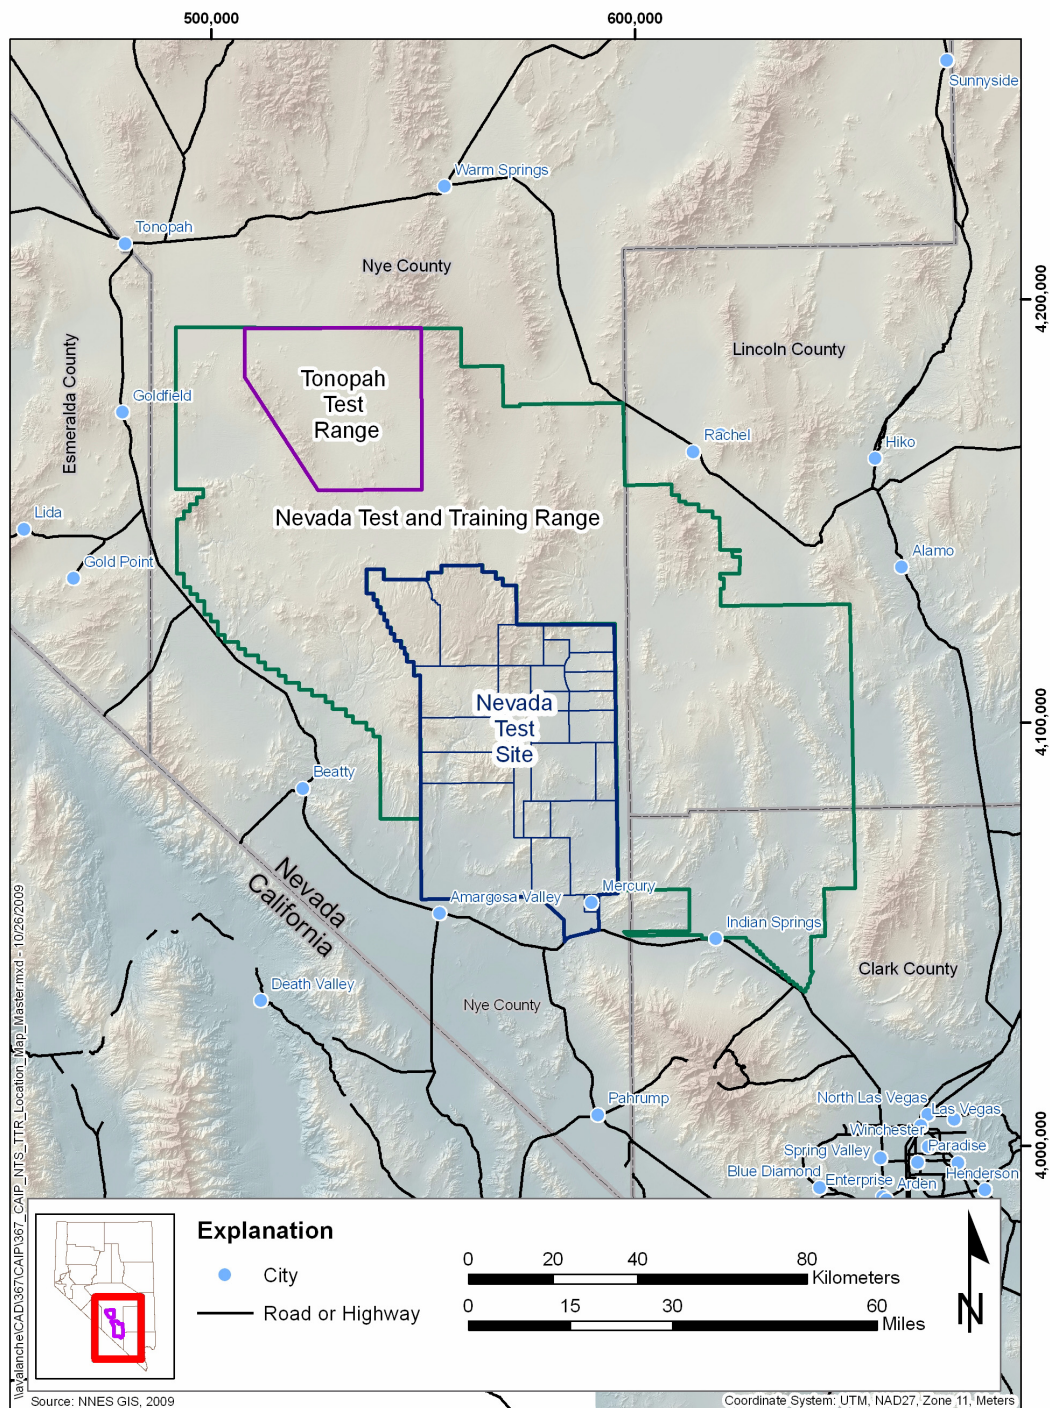 500,000
600,000
Sunnyside
Warm Springs
Tonopah
Nye County
4,200,000
Lincoln County
Esmeralda County
Tonopah
Test
Range
Goldfield
Rachel
Hiko
Lida
Nevada Test and Training Range
Gold Point
Alamo
Nevada
Test
Site
4,100,000
Beatty
Nevada
California
Amargosa Valley
Mercury
Indian Springs
Clark County
Death Valley
Nye County
Pahrump
North Las Vegas
Las Vegas
Winchester
Paradise
Spring Valley
Blue Diamond
Enterprise
Arden
Henderson
4,000,000
\\avalanche\CAD\367\CAIP\367_CAIP_NTS_TTR_Location_Map_Master.mxd - 10/26/2009
Explanation
City
Road or Highway
0 20 40 80
Kilometers
0 15 30 60
Miles
N
Source: NNES GIS, 2009
Coordinate System: UTM, NAD27, Zone 11, Meters